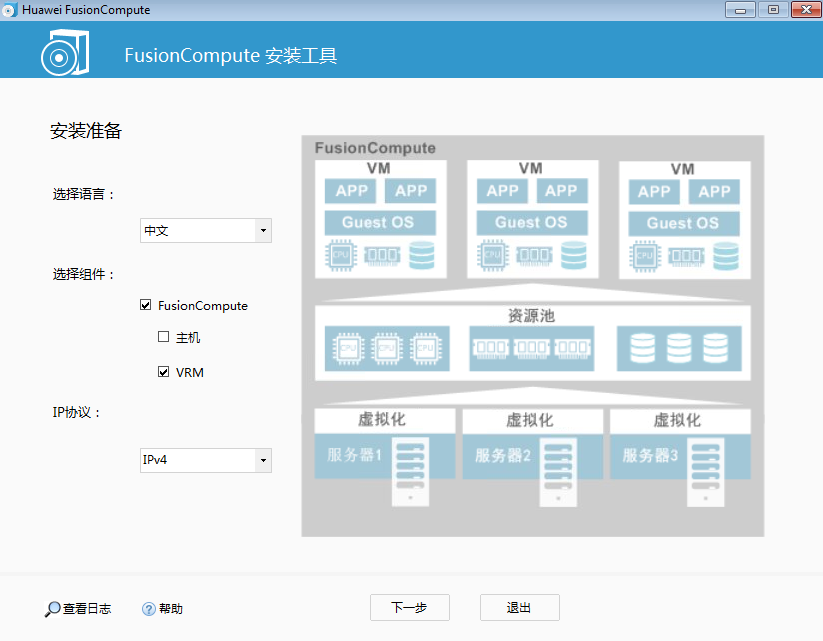 Huawei FusionCompute
FusionCompute 安装工具
安装准备
选择语言：
中文
选择组件：
FusionCompute
主机
VRM
IP协议：
IPv4
FusionCompute
VM VM VM
APP APP APP APP APP APP
Guest OS Guest OS Guest OS
CPU CPU CPU
资源池
CPU CPU CPU
虚拟化 虚拟化 虚拟化
服务器1 服务器2 服务器3
查看日志 帮助 下一步 退出